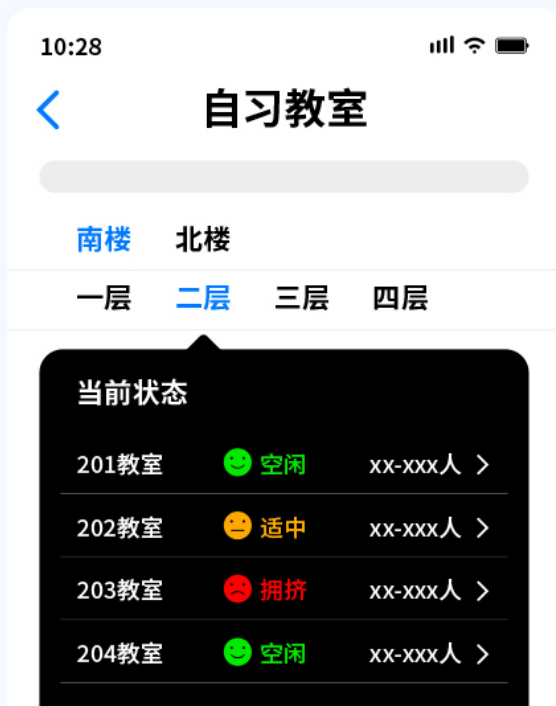 10:28
自习教室
南楼 北楼
一层 二层 三层 四层
当前状态
201教室 空闲 xx-xxx人
202教室 适中 xx-xxx人
203教室 拥挤 xx-xxx人
204教室 空闲 xx-xxx人